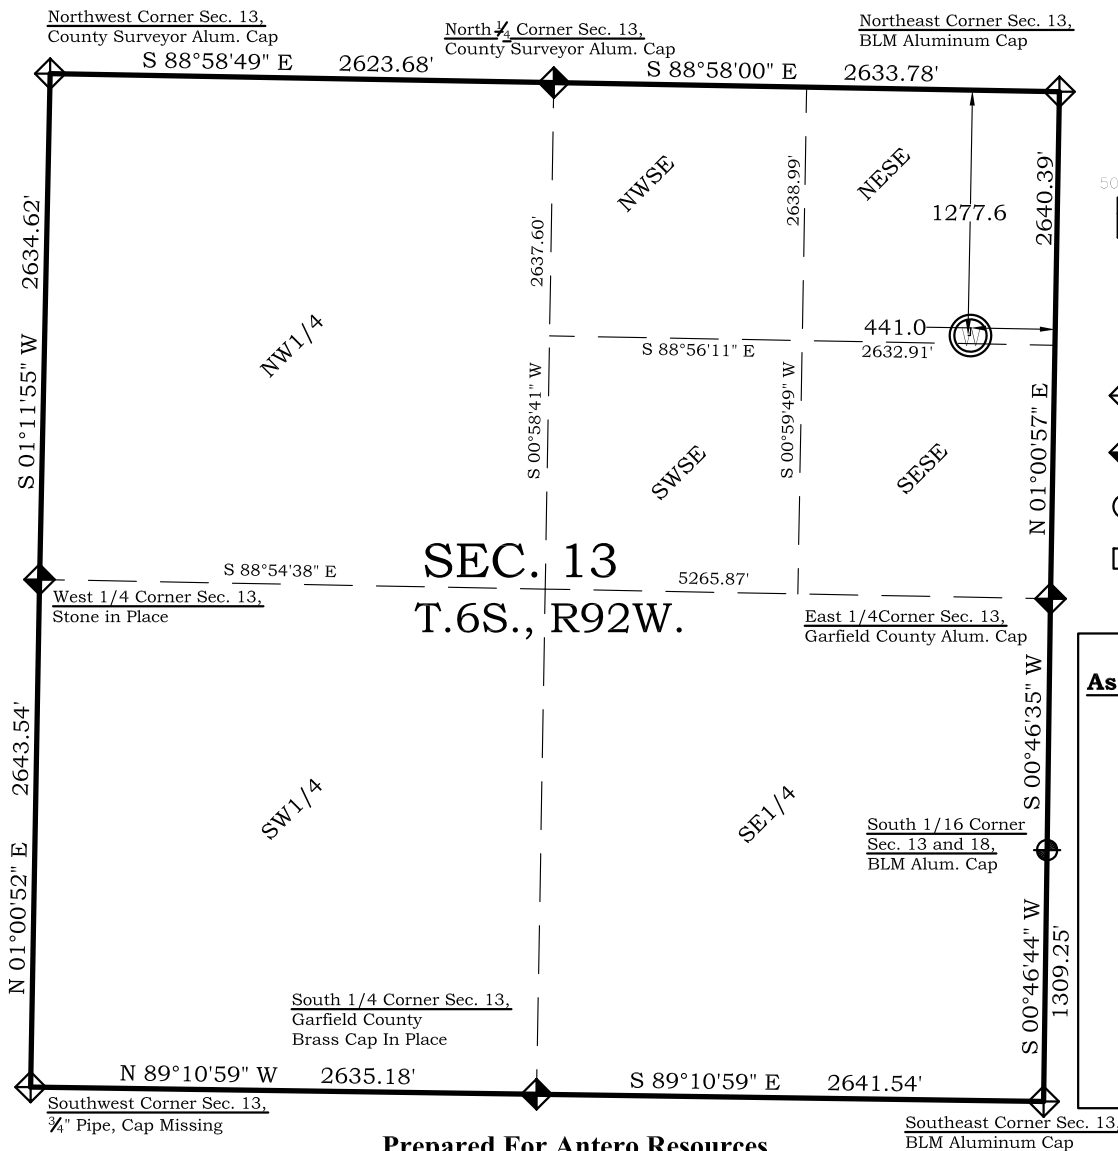 Northwest Corner Sec. 13,
County Surveyor Alum. Cap
North 1/4 Corner Sec. 13,
County Surveyor Alum. Cap
Northeast Corner Sec. 13,
BLM Aluminum Cap
S 88°58'49" E 2623.68'
S 88°58'00" E 2633.78'
NWSE
NESE
2638.99'
2640.39'
50
1277.6
2634.62'
2637.60'
NW1/4
441.0
W
S 88°56'11" E
2632.91'
S 01°11'55" W
S 00°58'41" W
S 00°59'49" W
N 01°00'57" E
SWSE
SESE
SEC. 13
T.6S., R92W.
S 88°54'38" E
5265.87'
West 1/4 Corner Sec. 13,
Stone in Place
East 1/4Corner Sec. 13,
Garfield County Alum. Cap
As
S 00°46'35" W
2643.54'
SW1/4
SE1/4
South 1/16 Corner
Sec. 13 and 18,
BLM Alum. Cap
N 01°00'52" E
S 00°46'44" W
1309.25'
South 1/4 Corner Sec. 13,
Garfield County
Brass Cap In Place
N 89°10'59" W 2635.18'
S 89°10'59" E 2641.54'
Southwest Corner Sec. 13,
3/4" Pipe, Cap Missing
Southeast Corner Sec. 13,
BLM Aluminum Cap
Prepared For Antero Resources